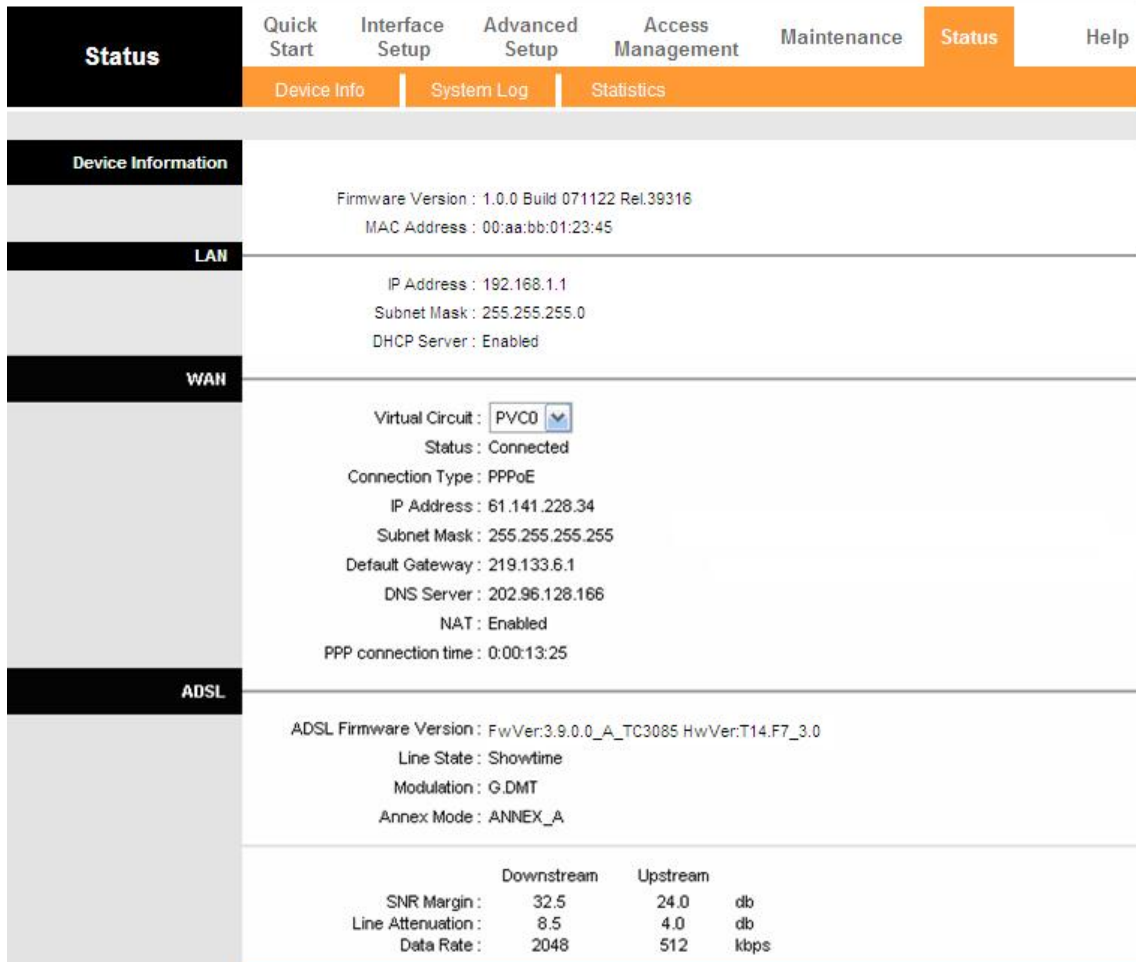 Status
Quick Start
Interface Setup
Advanced Setup
Access Management
Maintenance
Status
Help
Device Info
System Log
Statistics
Device Information
Firmware Version : 1.0.0 Build 071122 Rel.39316
MAC Address : 00:aa:bb:01:23:45
LAN
IP Address : 192.168.1.1
Subnet Mask : 255.255.255.0
DHCP Server : Enabled
WAN
Virtual Circuit : PVC0
Status : Connected
Connection Type : PPPoE
IP Address : 61.141.228.34
Subnet Mask : 255.255.255.255
Default Gateway : 219.133.6.1
DNS Server : 202.96.128.166
NAT : Enabled
PPP connection time : 0:00:13:25
ADSL
ADSL Firmware Version : FwVer:3.9.0.0_A_TC3085 HwVer:T14.F7_3.0
Line State : Showtime
Modulation : G.DMT
Annex Mode : ANNEX_A
Downstream Upstream
SNR Margin : 32.5 24.0 db
Line Attenuation : 8.5 4.0 db
Data Rate : 2048 512 kbps